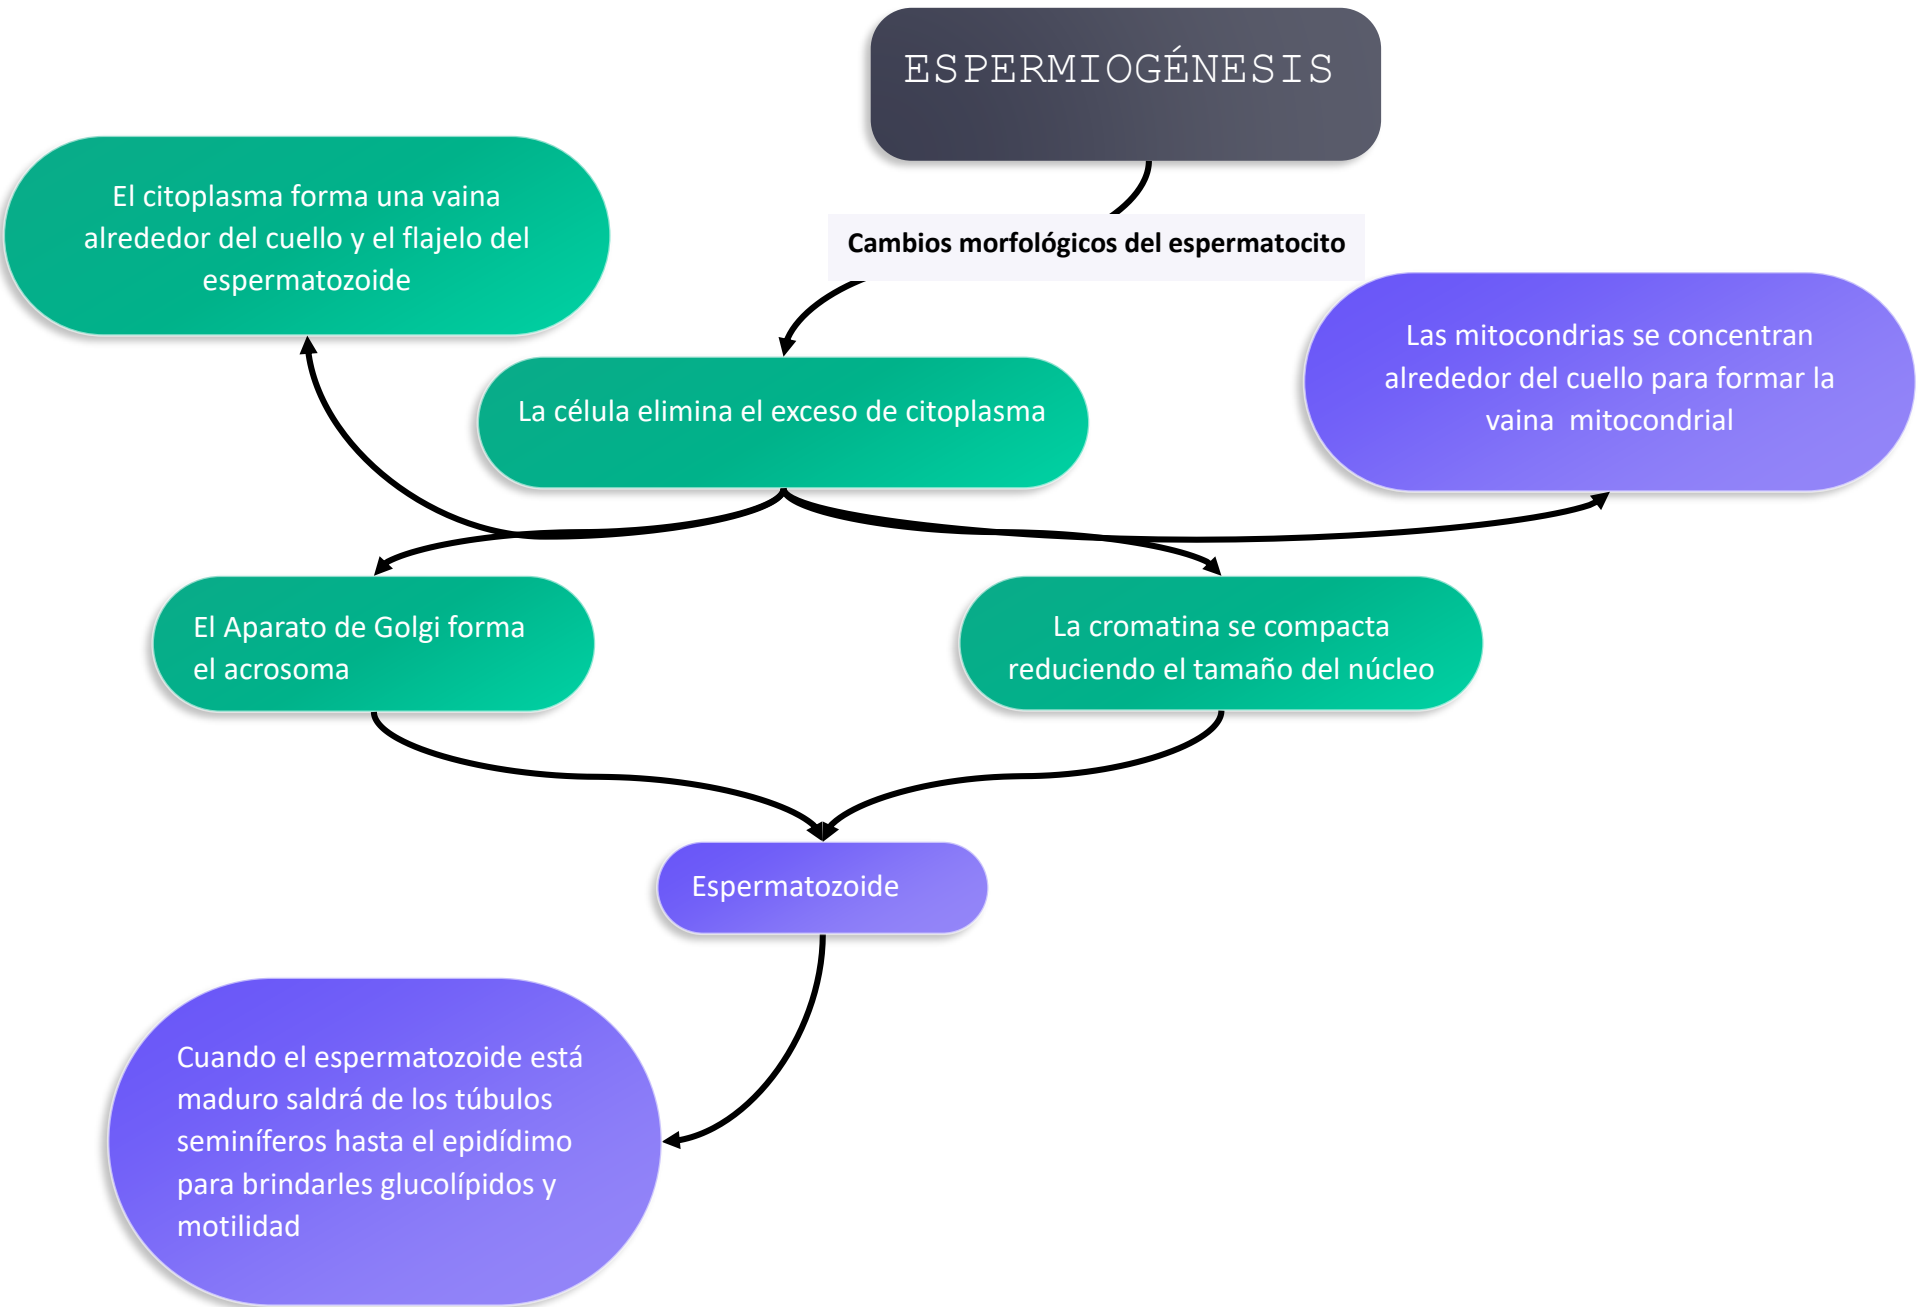 ESPERMIOGÉNESIS
El citoplasma forma una vaina
alrededor del cuello y el flajelo del
espermatozoide
Cambios morfológicos del espermatocito
Las mitocondrias se concentran
alrededor del cuello para formar la
vaina  mitocondrial
La célula elimina el exceso de citoplasma
El Aparato de Golgi forma
el acrosoma
La cromatina se compacta
reduciendo el tamaño del núcleo
Espermatozoide
Cuando el espermatozoide está
maduro saldrá de los túbulos
seminíferos hasta el epidídimo
para brindarles glucolípidos y
motilidad